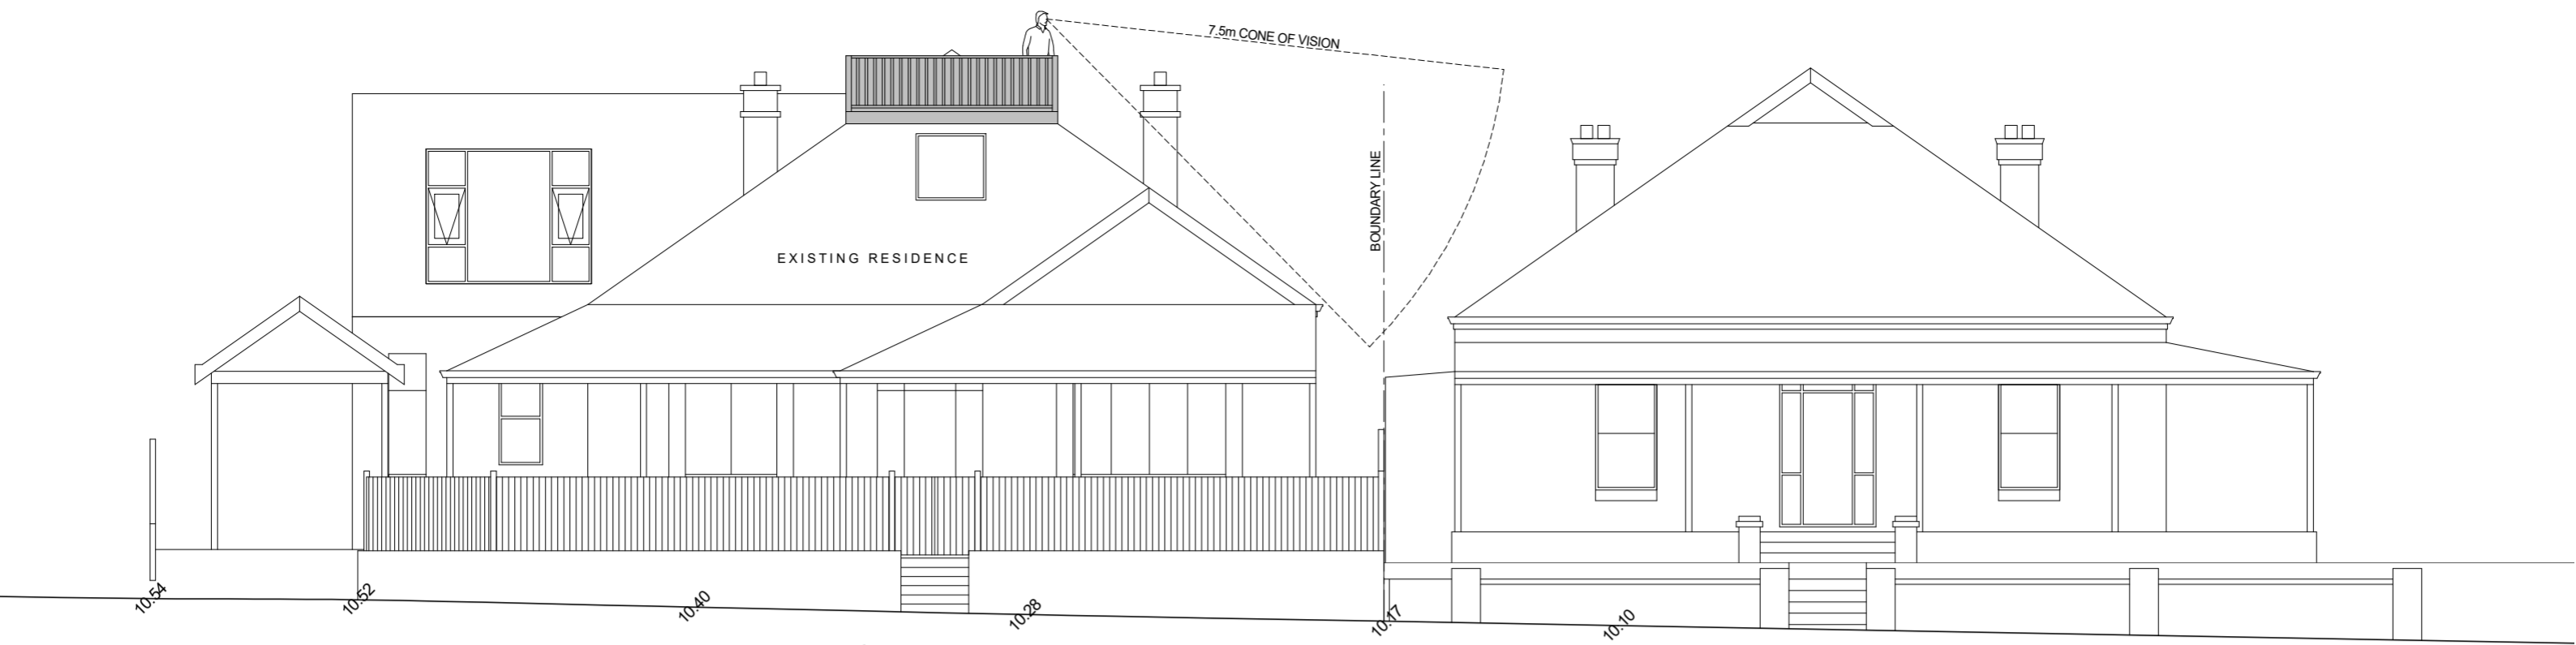 7.5m CONE OF VISION
BOUNDARY LINE
EXISTING RESIDENCE
10.54
10.52
10.40
10.28
10.17
10.10